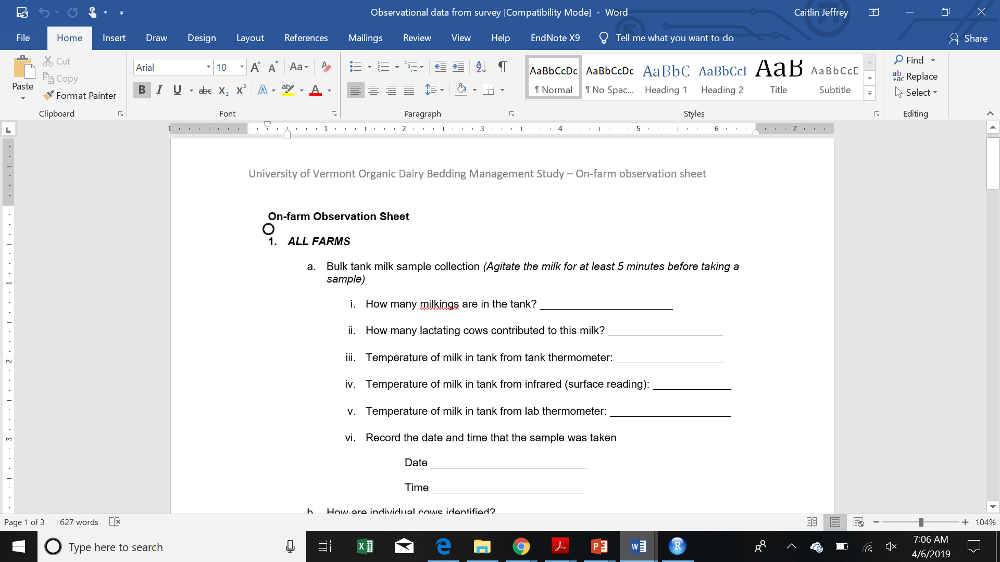 Observational data from survey [Compatibility Mode] - Word
Caitlin Jeffrey
File Home Insert Draw Design Layout References Mailings Review View Help EndNote X9 Tell me what you want to do Share
Paste
Cut
Copy
Format Painter
Clipboard
Arial 10
Font
Paragraph
AaBbCcDc AaBbCcDc AaBbC AaBbCcI AaB AaBbCcD
¶ Normal ¶ No Spac... Heading 1 Heading 2 Title Subtitle
Styles
Find
Replace
Select
Editing
1 1 2 3 4 5 6 7
University of Vermont Organic Dairy Bedding Management Study – On-farm observation sheet
On-farm Observation Sheet
1. ALL FARMS
a. Bulk tank milk sample collection (Agitate the milk for at least 5 minutes before taking a
sample)
i. How many milkings are in the tank? ______________________
ii. How many lactating cows contributed to this milk? ___________________
iii. Temperature of milk in tank from tank thermometer: __________________
iv. Temperature of milk in tank from infrared (surface reading): _____________
v. Temperature of milk in tank from lab thermometer: ____________________
vi. Record the date and time that the sample was taken
Date __________________________
Time _________________________
b. How are individual cows identified?
Page 1 of 3 627 words
104%
Type here to search
7:06 AM
4/6/2019